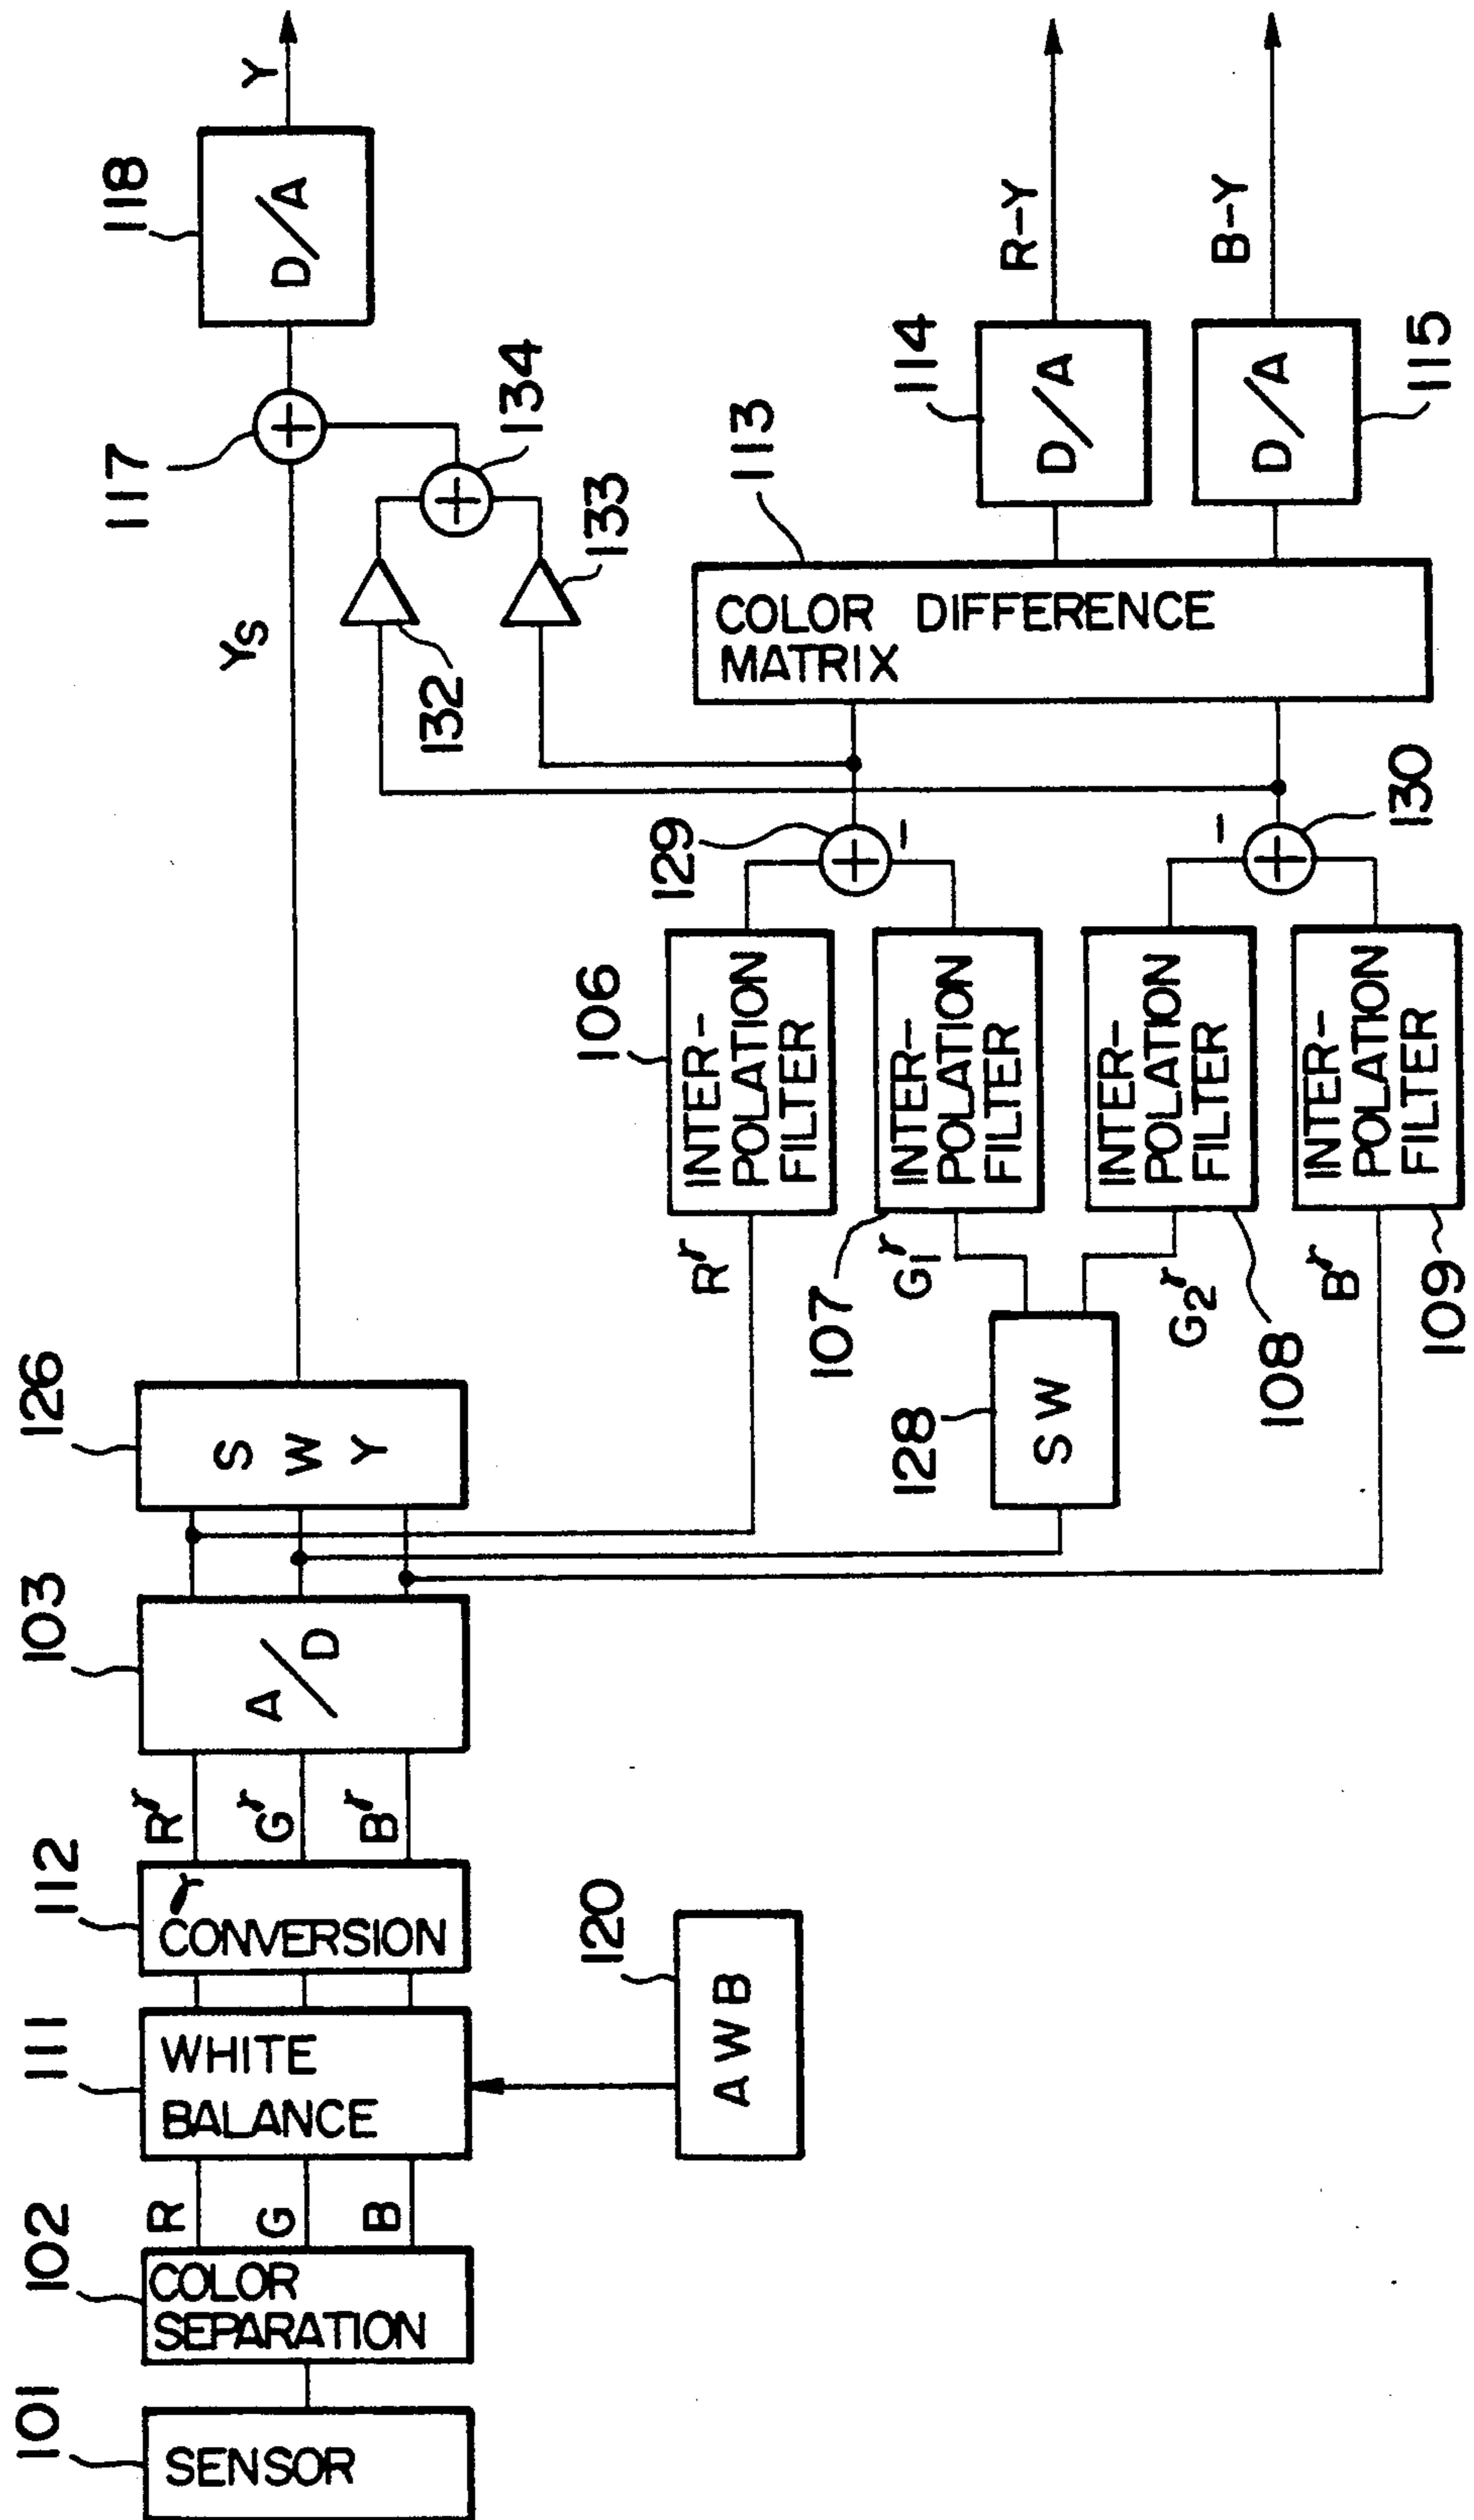 101
SENSOR
102
COLOR
SEPARATION
R
G
B
111
WHITE
BALANCE
120
AWB
112
γ
CONVERSION
Rγ
Gγ
Bγ
103
A/D
126
SWY
YS
128
SW
Rγ
G1γ
G2γ
Bγ
106
INTER-
POLATION
FILTER
107
INTER-
POLATION
FILTER
108
INTER-
POLATION
FILTER
109
INTER-
POLATION
FILTER
129
+
−
130
+
−
132
133
134
+
117
+
113
COLOR DIFFERENCE
MATRIX
118
D/A
Y
114
D/A
R-Y
115
D/A
B-Y